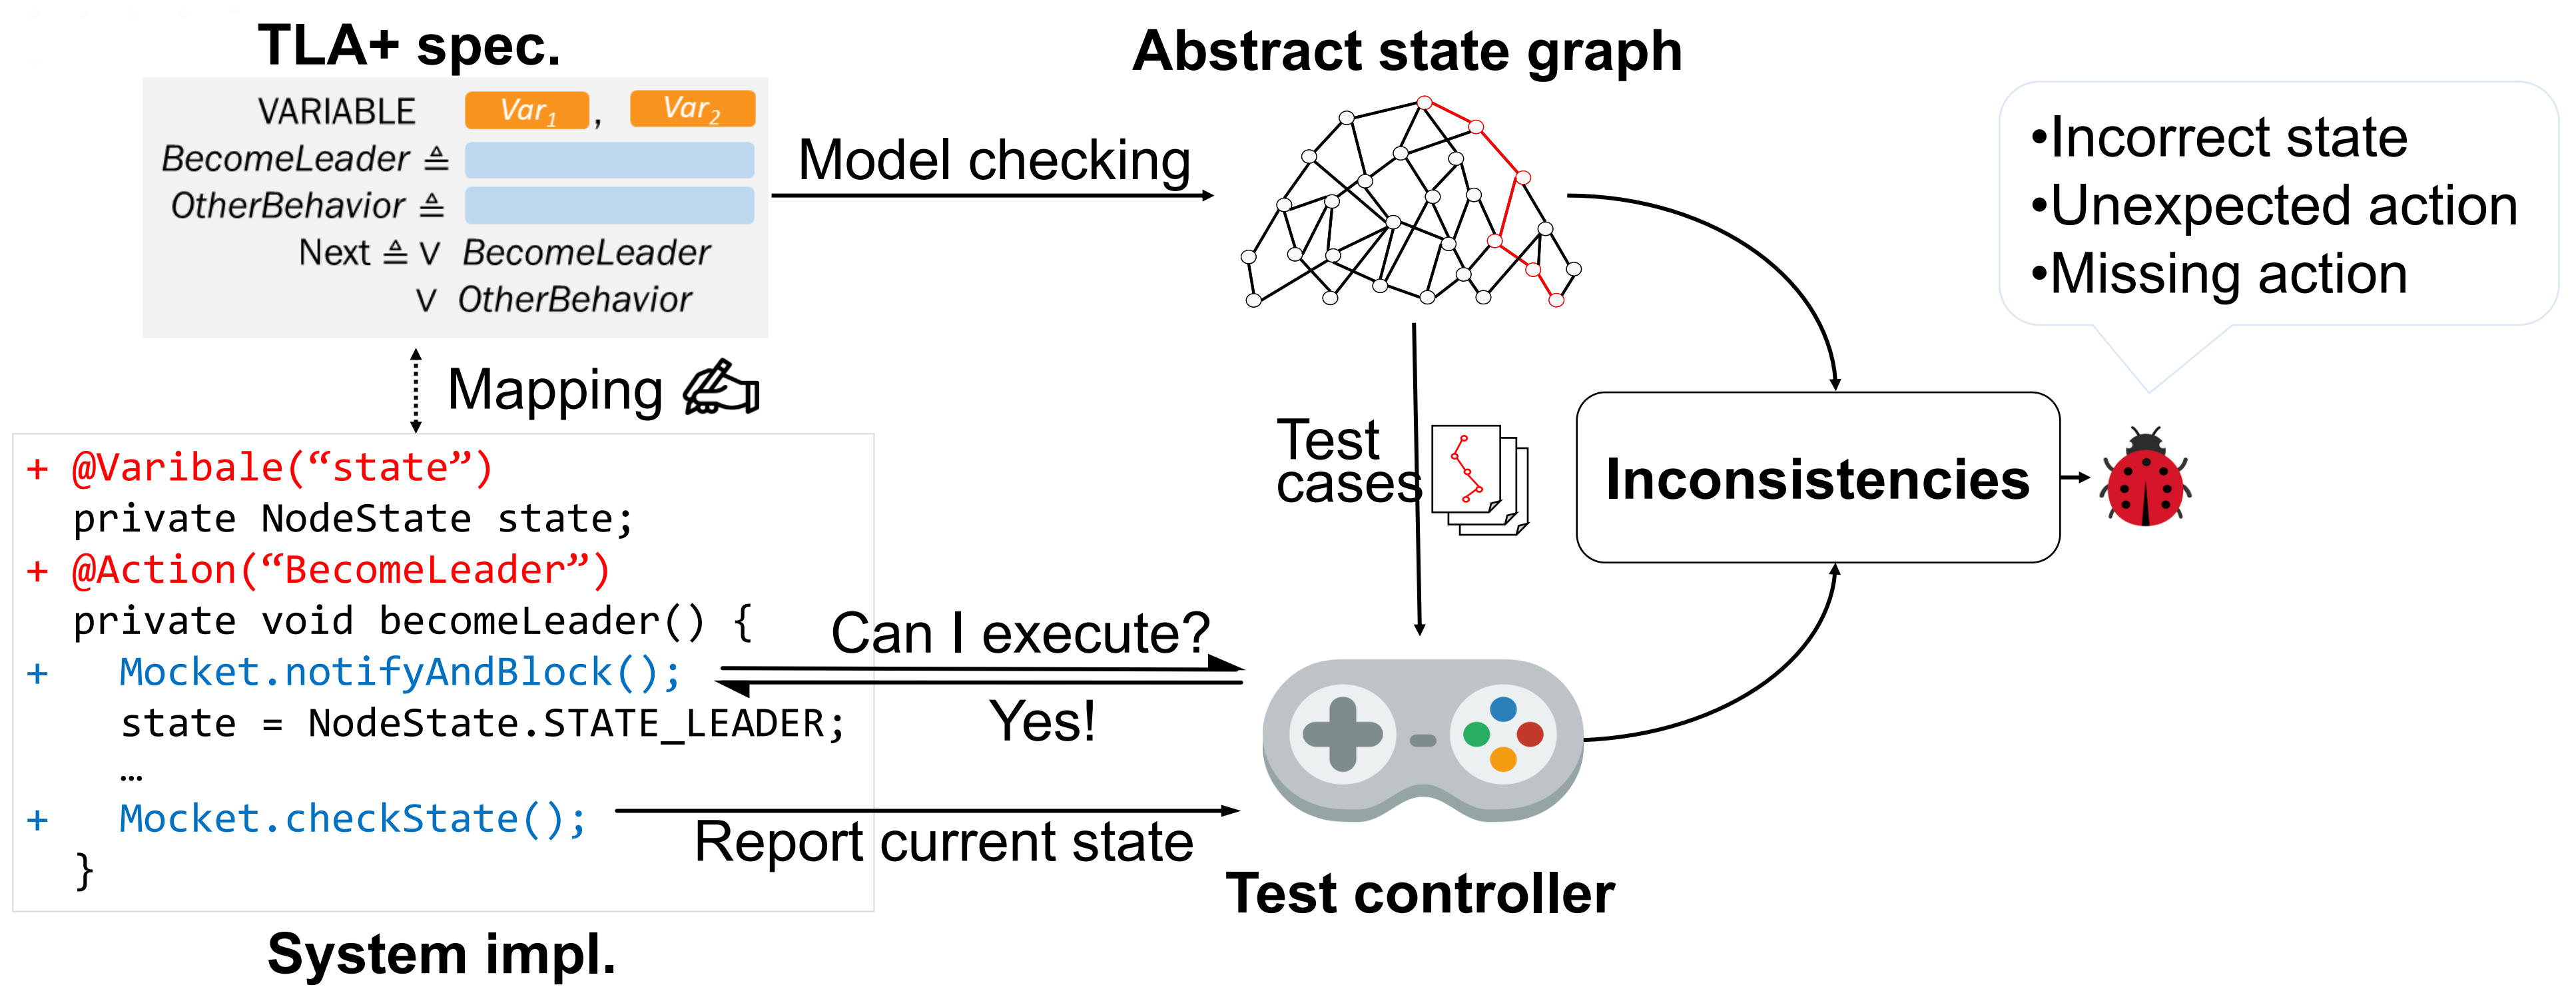 TLA+ spec.
VARIABLE Var1 , Var2
BecomeLeader ≜
OtherBehavior ≜
Next ≜ ∨ BecomeLeader
∨ OtherBehavior
Mapping
+ @Varibale(“state”)
private NodeState state;
+ @Action(“BecomeLeader”)
private void becomeLeader() {
+ Mocket.notifyAndBlock();
state = NodeState.STATE_LEADER;
…
+ Mocket.checkState();
}
System impl.
Model checking
Abstract state graph
Test
cases
Can I execute?
Yes!
Report current state
Test controller
Inconsistencies
•Incorrect state
•Unexpected action
•Missing action